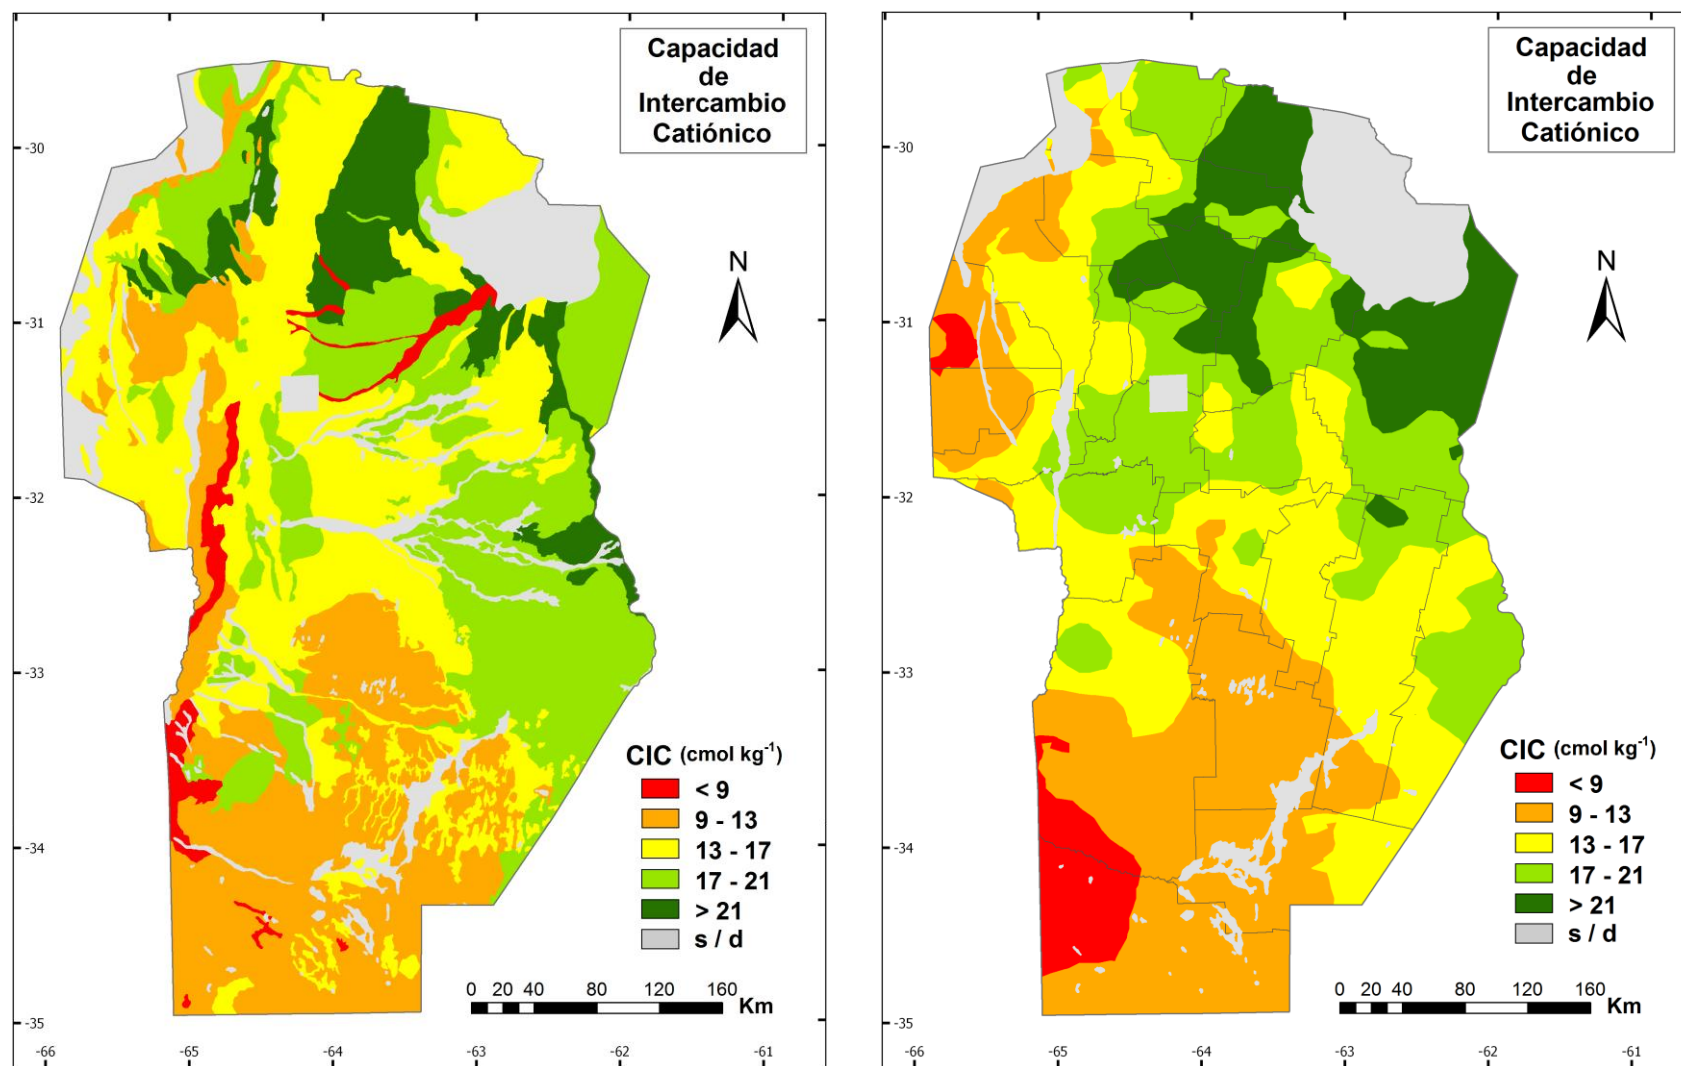 Capacidad
de
Intercambio
Catiónico
N
-30
-31
-32
-33
-34
-35
CIC (cmol kg⁻¹)
< 9
9 - 13
13 - 17
17 - 21
> 21
s / d
0 20 40 80 120 160
Km
-66 -65 -64 -63 -62 -61
Capacidad
de
Intercambio
Catiónico
N
-30
-31
-32
-33
-34
-35
CIC (cmol kg⁻¹)
< 9
9 - 13
13 - 17
17 - 21
> 21
s / d
0 20 40 80 120 160
Km
-66 -65 -64 -63 -62 -61